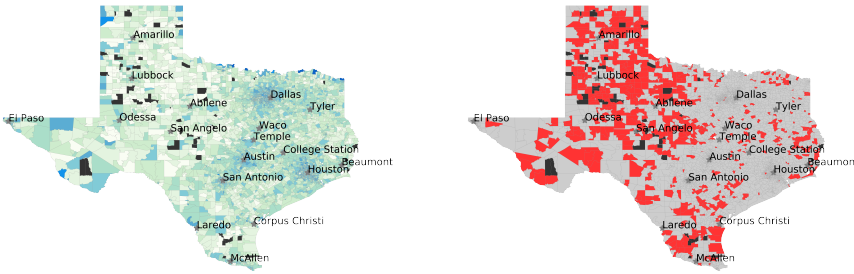 Amarillo
Lubbock
Abilene
Dallas
Tyler
El Paso
Odessa
San Angelo
Waco
Temple
College Station
Austin
Beaumont
Houston
San Antonio
Laredo
Corpus Christi
McAllen
Amarillo
Lubbock
Abilene
Dallas
Tyler
El Paso
Odessa
San Angelo
Waco
Temple
College Station
Austin
Beaumont
Houston
San Antonio
Laredo
Corpus Christi
McAllen